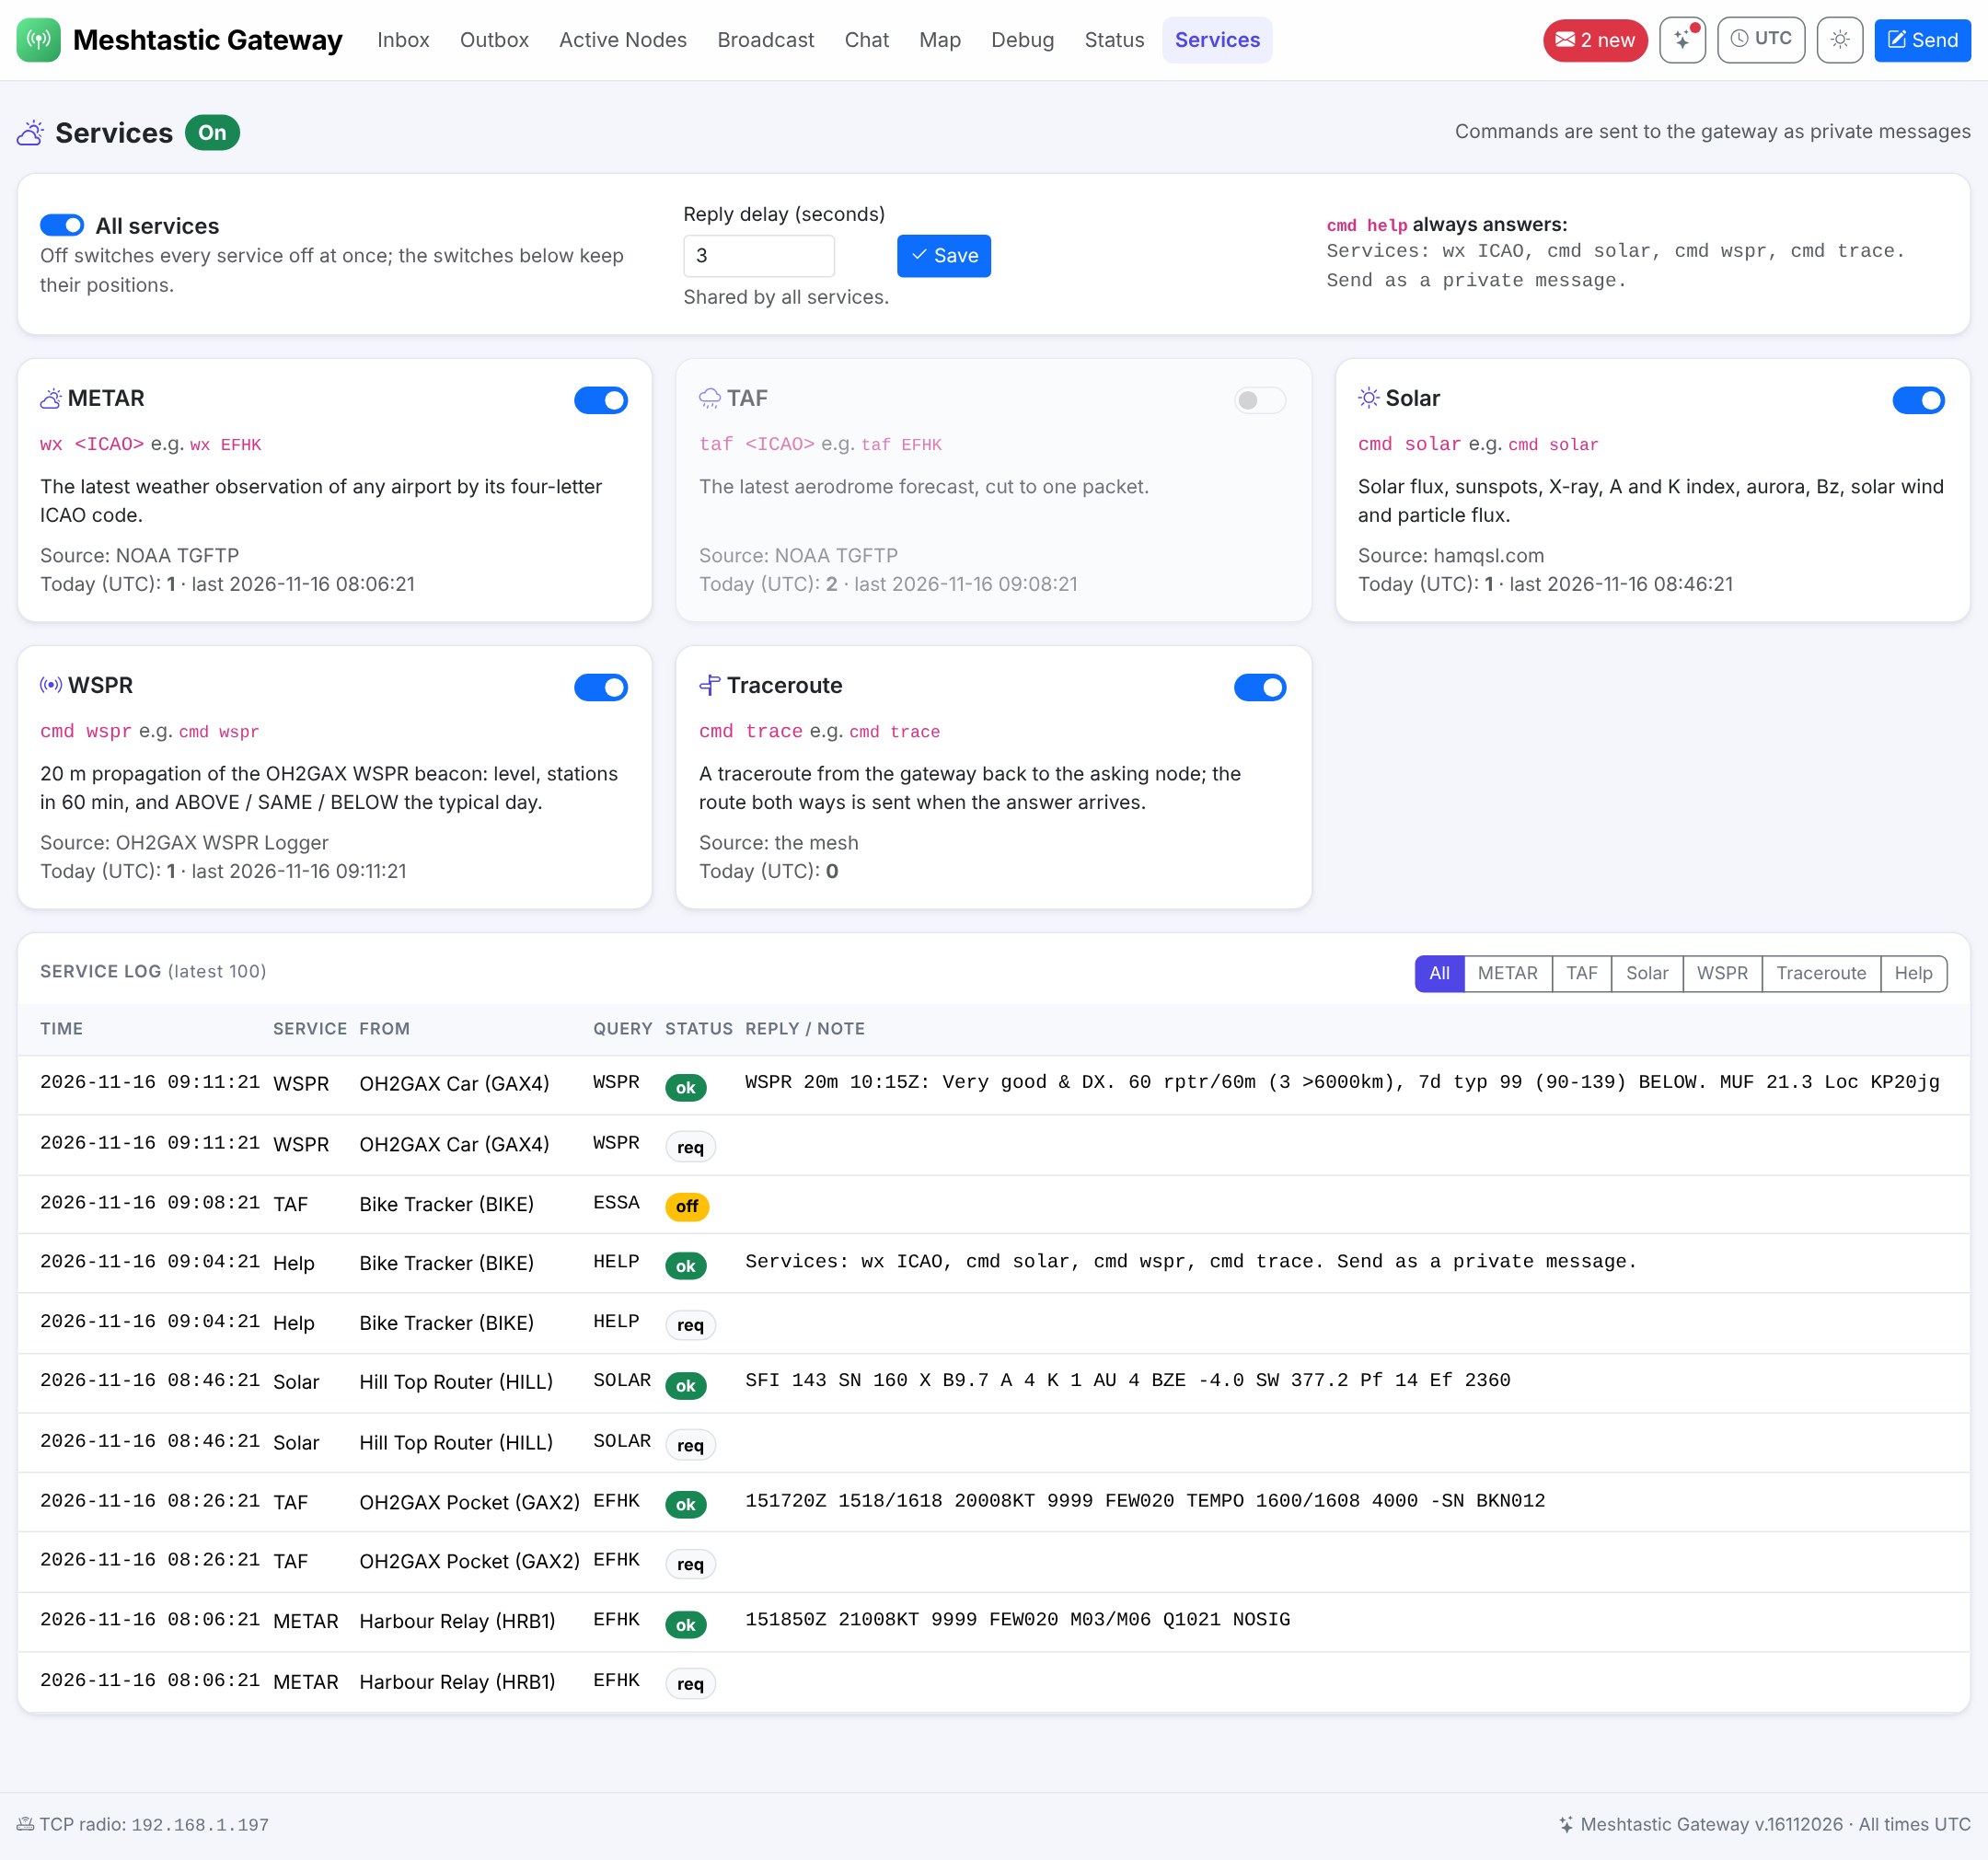 Meshtastic Gateway Inbox Outbox Active Nodes Broadcast Chat Map Debug Status Services 2 new UTC Send
Services On Commands are sent to the gateway as private messages
All services
Off switches every service off at once; the switches below keep
their positions.
Reply delay (seconds)
3 Save
Shared by all services.
cmd help always answers:
Services: wx ICAO, cmd solar, cmd wspr, cmd trace.
Send as a private message.
METAR
wx <ICAO> e.g. wx EFHK
The latest weather observation of any airport by its four-letter
ICAO code.
Source: NOAA TGFTP
Today (UTC): 1 · last 2026-11-16 08:06:21
TAF
taf <ICAO> e.g. taf EFHK
The latest aerodrome forecast, cut to one packet.
Source: NOAA TGFTP
Today (UTC): 2 · last 2026-11-16 09:08:21
Solar
cmd solar e.g. cmd solar
Solar flux, sunspots, X-ray, A and K index, aurora, Bz, solar wind
and particle flux.
Source: hamqsl.com
Today (UTC): 1 · last 2026-11-16 08:46:21
WSPR
cmd wspr e.g. cmd wspr
20 m propagation of the OH2GAX WSPR beacon: level, stations
in 60 min, and ABOVE / SAME / BELOW the typical day.
Source: OH2GAX WSPR Logger
Today (UTC): 1 · last 2026-11-16 09:11:21
Traceroute
cmd trace e.g. cmd trace
A traceroute from the gateway back to the asking node; the
route both ways is sent when the answer arrives.
Source: the mesh
Today (UTC): 0
SERVICE LOG (latest 100) All METAR TAF Solar WSPR Traceroute Help
TIME SERVICE FROM QUERY STATUS REPLY / NOTE
2026-11-16 09:11:21 WSPR OH2GAX Car (GAX4) WSPR ok WSPR 20m 10:15Z: Very good & DX. 60 rptr/60m (3 >6000km), 7d typ 99 (90-139) BELOW. MUF 21.3 Loc KP20jg
2026-11-16 09:11:21 WSPR OH2GAX Car (GAX4) WSPR req
2026-11-16 09:08:21 TAF Bike Tracker (BIKE) ESSA off
2026-11-16 09:04:21 Help Bike Tracker (BIKE) HELP ok Services: wx ICAO, cmd solar, cmd wspr, cmd trace. Send as a private message.
2026-11-16 09:04:21 Help Bike Tracker (BIKE) HELP req
2026-11-16 08:46:21 Solar Hill Top Router (HILL) SOLAR ok SFI 143 SN 160 X B9.7 A 4 K 1 AU 4 BZE -4.0 SW 377.2 Pf 14 Ef 2360
2026-11-16 08:46:21 Solar Hill Top Router (HILL) SOLAR req
2026-11-16 08:26:21 TAF OH2GAX Pocket (GAX2) EFHK ok 151720Z 1518/1618 20008KT 9999 FEW020 TEMPO 1600/1608 4000 -SN BKN012
2026-11-16 08:26:21 TAF OH2GAX Pocket (GAX2) EFHK req
2026-11-16 08:06:21 METAR Harbour Relay (HRB1) EFHK ok 151850Z 21008KT 9999 FEW020 M03/M06 Q1021 NOSIG
2026-11-16 08:06:21 METAR Harbour Relay (HRB1) EFHK req
TCP radio: 192.168.1.197 Meshtastic Gateway v.16112026 · All times UTC